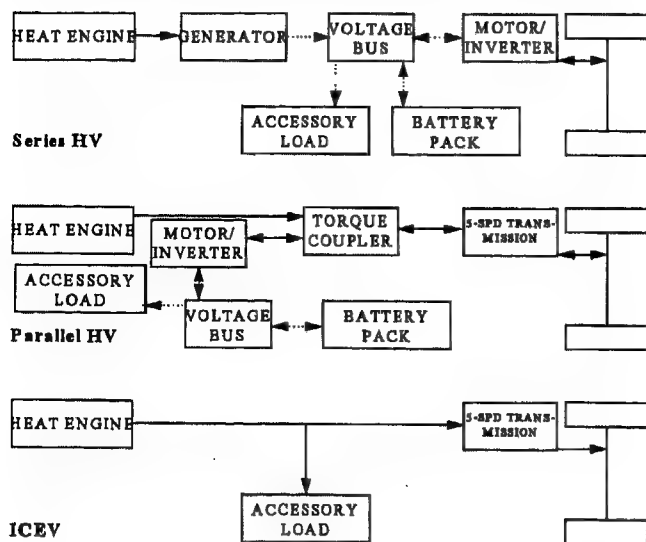 HEAT ENGINE
GENERATOR
VOLTAGE
BUS
MOTOR/
INVERTER
ACCESSORY
LOAD
BATTERY
PACK
Series HV
HEAT ENGINE
MOTOR/
INVERTER
TORQUE
COUPLER
5-SPD TRANS-
MISSION
ACCESSORY
LOAD
VOLTAGE
BUS
BATTERY
PACK
Parallel HV
HEAT ENGINE
5-SPD TRANS-
MISSION
ACCESSORY
LOAD
ICEV